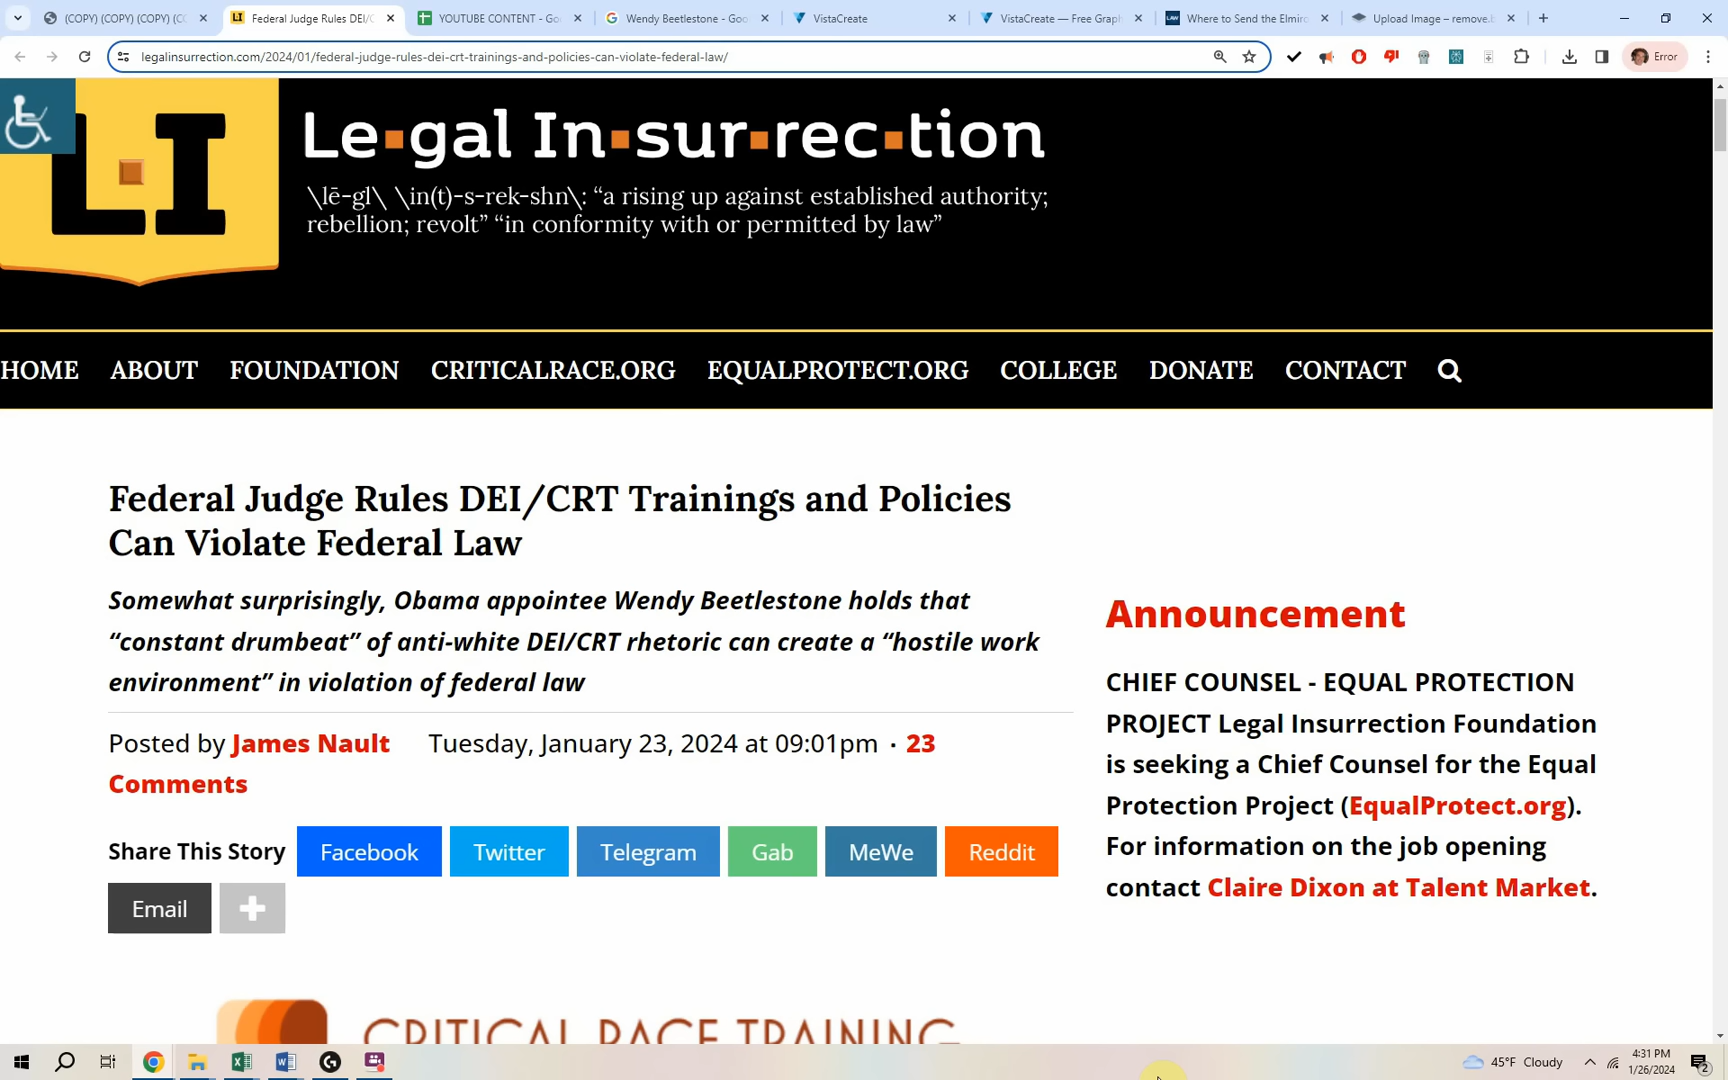 (COPY) (COPY) (COPY) (C
Federal Judge Rules DEI/C
YOUTUBE CONTENT - Go
Wendy Beetlestone - Goo
VistaCreate
VistaCreate — Free Graph
Where to Send the Elmiro
Upload Image – remove.b
legalinsurrection.com/2024/01/federal-judge-rules-dei-crt-trainings-and-policies-can-violate-federal-law/
Error
LI
Le·gal In·sur·rec·tion
\lē-gl\ \in(t)-s-rek-shn\: “a rising up against established authority;
rebellion; revolt” “in conformity with or permitted by law”
HOME ABOUT FOUNDATION CRITICALRACE.ORG EQUALPROTECT.ORG COLLEGE DONATE CONTACT
Federal Judge Rules DEI/CRT Trainings and Policies
Can Violate Federal Law
Somewhat surprisingly, Obama appointee Wendy Beetlestone holds that
“constant drumbeat” of anti-white DEI/CRT rhetoric can create a “hostile work
environment” in violation of federal law
Posted by James Nault Tuesday, January 23, 2024 at 09:01pm · 23
Comments
Share This Story Facebook Twitter Telegram Gab MeWe Reddit
Email
Announcement
CHIEF COUNSEL - EQUAL PROTECTION
PROJECT Legal Insurrection Foundation
is seeking a Chief Counsel for the Equal
Protection Project (EqualProtect.org).
For information on the job opening
contact Claire Dixon at Talent Market.
CRITICAL RACE TRAINING
45°F Cloudy
4:31 PM
1/26/2024
2